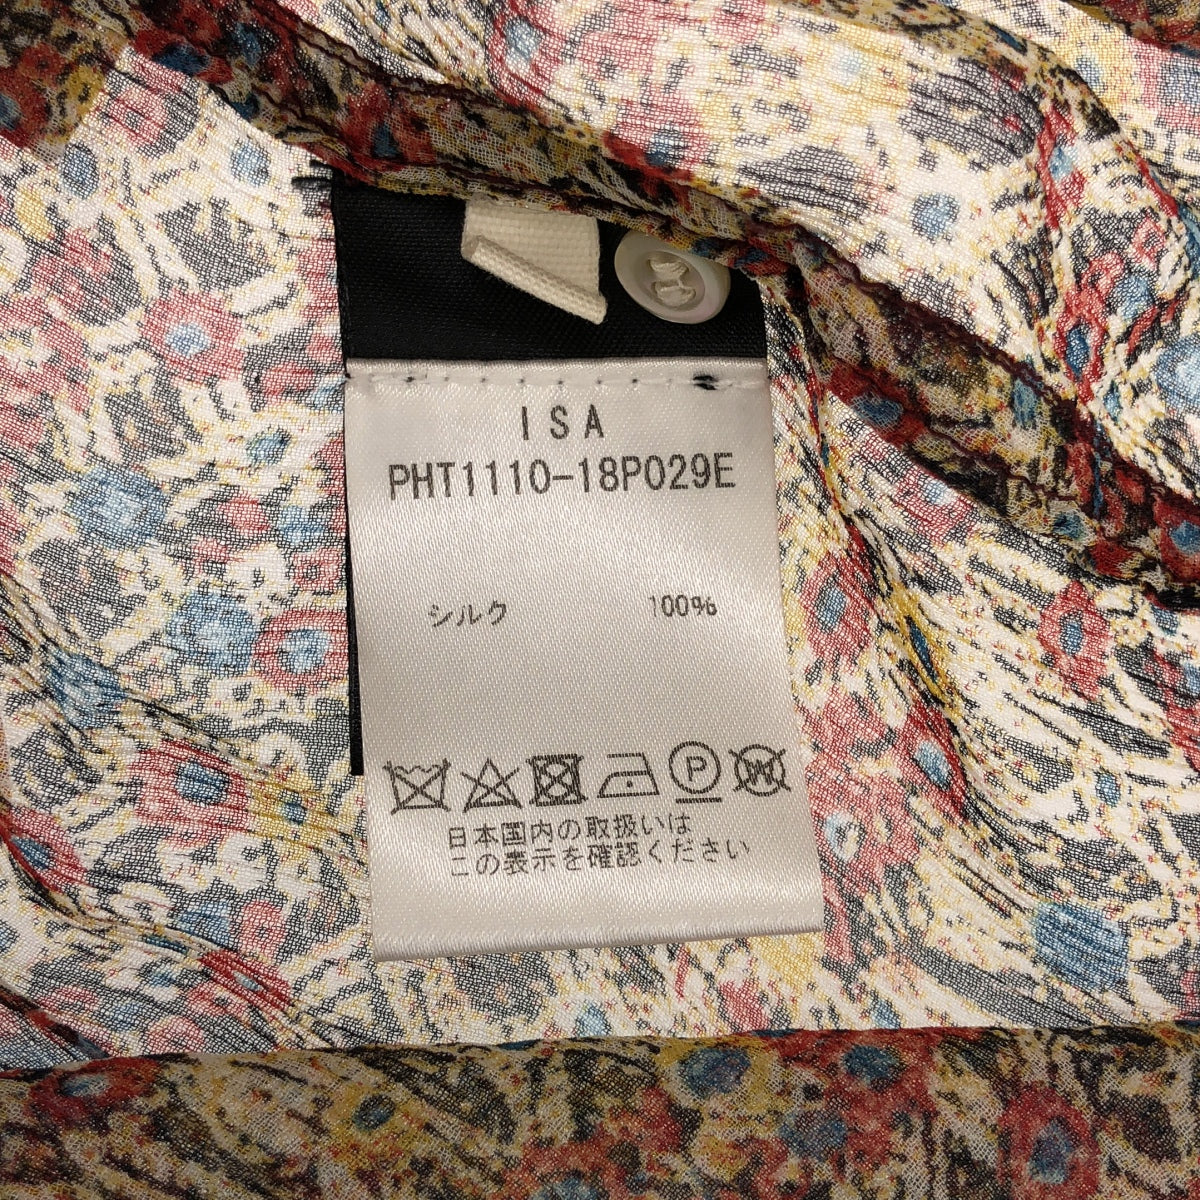 ISA
PHT1110-18P029E
シルク 100%
P W
日本国内の取扱いは
この表示を確認ください